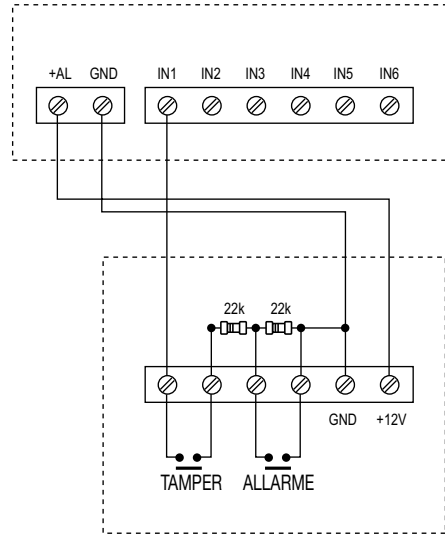 +AL GND IN1 IN2 IN3 IN4 IN5 IN6
22k 22k
GND +12V
TAMPER ALLARME